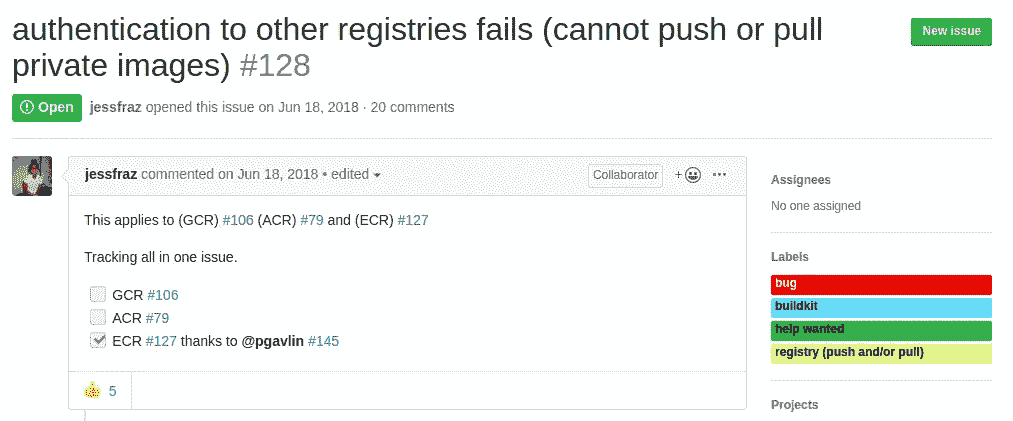 authentication to other registries fails (cannot push or pull
private images) #128
New issue
Open jessfraz opened this issue on Jun 18, 2018 · 20 comments
jessfraz commented on Jun 18, 2018 • edited
Collaborator
This applies to (GCR) #106 (ACR) #79 and (ECR) #127
Tracking all in one issue.
GCR #106
ACR #79
ECR #127 thanks to @pgavlin #145
5
Assignees
No one assigned
Labels
bug
buildkit
help wanted
registry (push and/or pull)
Projects